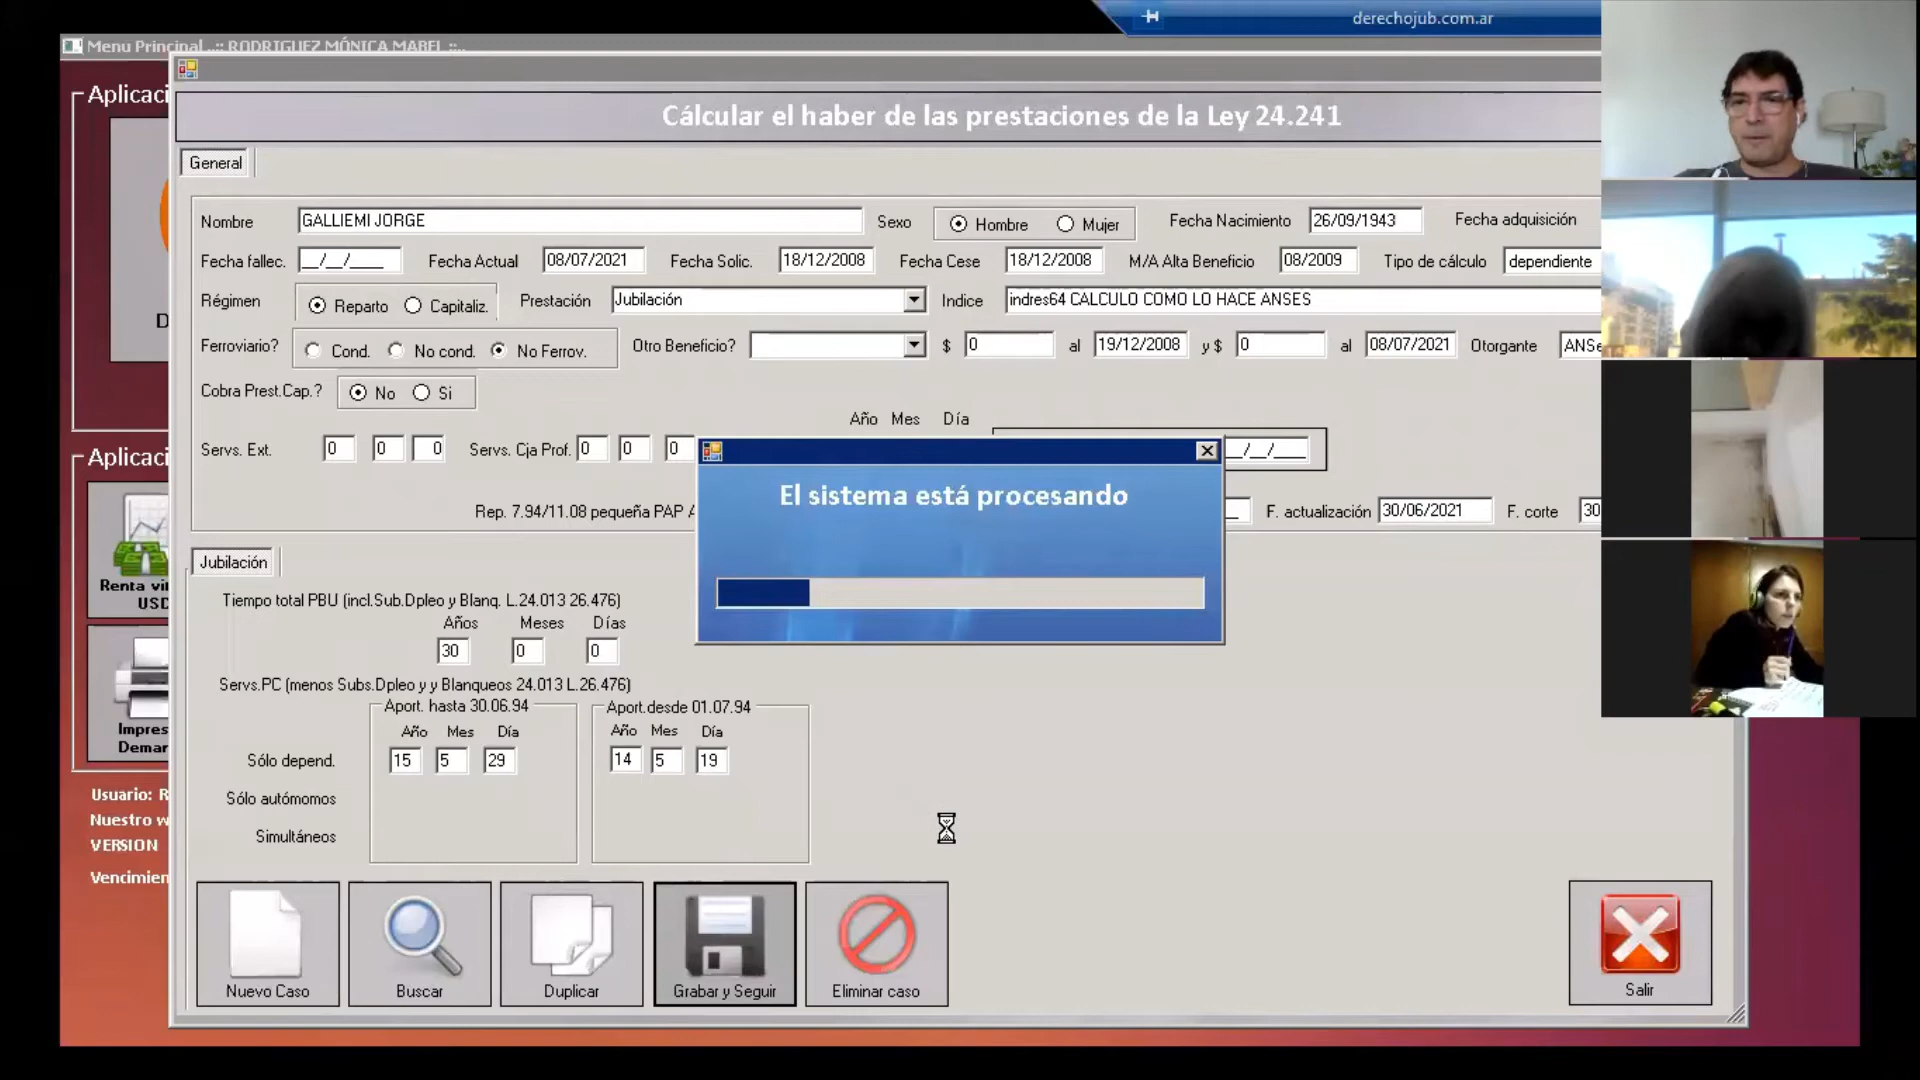 derechojub.com.ar
Menu Principal ..:: RODRIGUEZ MÓNICA MABEL ::..
Cálcular el haber de las prestaciones de la Ley 24.241
General
Nombre GALLIEMI JORGE Sexo Hombre Mujer Fecha Nacimiento 26/09/1943 Fecha adquisición
Fecha fallec. __/__/____ Fecha Actual 08/07/2021 Fecha Solic. 18/12/2008 Fecha Cese 18/12/2008 M/A Alta Beneficio 08/2009 Tipo de cálculo dependiente
Régimen Reparto Capitaliz. Prestación Jubilación Indice indres64 CALCULO COMO LO HACE ANSES
Ferroviario? Cond. No cond. No Ferrov. Otro Beneficio? $ 0 al 19/12/2008 y $ 0 al 08/07/2021 Otorgante ANSe
Cobra Prest.Cap.? No Si
Año Mes Día
Servs. Ext. 0 0 0 Servs. Cja Prof. 0 0 0 _/__/____
Rep. 7.94/11.08 pequeña PAP A F. actualización 30/06/2021 F. corte 30
El sistema está procesando
Jubilación
Tiempo total PBU (incl.Sub.Dpleo y Blanq. L.24.013 26.476)
Años Meses Días
30 0 0
Servs.PC (menos Subs.Dpleo y y Blanqueos 24.013 L.26.476)
Aport. hasta 30.06.94 Aport.desde 01.07.94
Año Mes Día Año Mes Día
Sólo depend. 15 5 29 14 5 19
Sólo autómomos
Simultáneos
Nuevo Caso Buscar Duplicar Grabar y Seguir Eliminar caso Salir
Aplicaci
D
Aplicaci
Renta vit
USD
Impres
Demar
Usuario: R
Nuestro w
VERSION
Vencimien